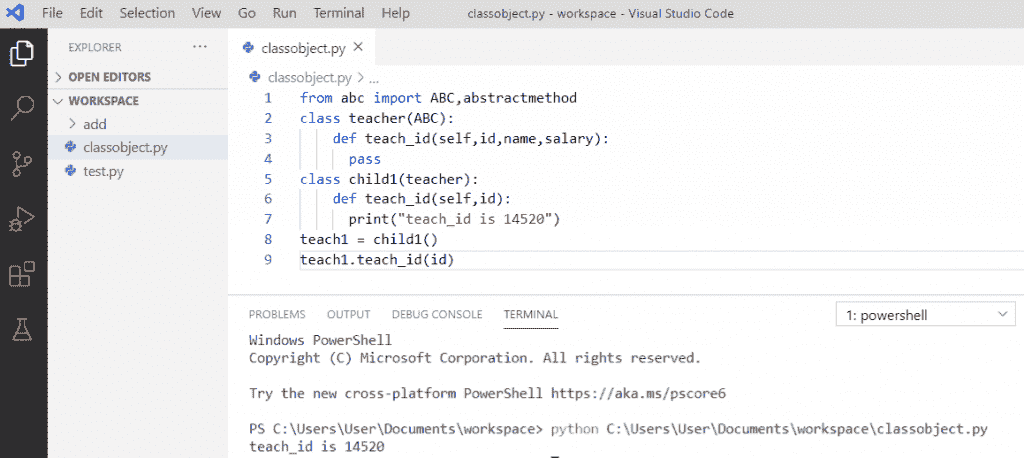 File Edit Selection View Go Run Terminal Help classobject.py - workspace - Visual Studio Code
EXPLORER ...
classobject.py ×
OPEN EDITORS
WORKSPACE
add
classobject.py
test.py
classobject.py > ...
1 from abc import ABC,abstractmethod
2 class teacher(ABC):
3 def teach_id(self,id,name,salary):
4 pass
5 class child1(teacher):
6 def teach_id(self,id):
7 print("teach_id is 14520")
8 teach1 = child1()
9 teach1.teach_id(id)
PROBLEMS OUTPUT DEBUG CONSOLE TERMINAL 1: powershell
Windows PowerShell
Copyright (C) Microsoft Corporation. All rights reserved.
Try the new cross-platform PowerShell https://aka.ms/pscore6
PS C:\Users\User\Documents\workspace> python C:\Users\User\Documents\workspace\classobject.py
teach_id is 14520